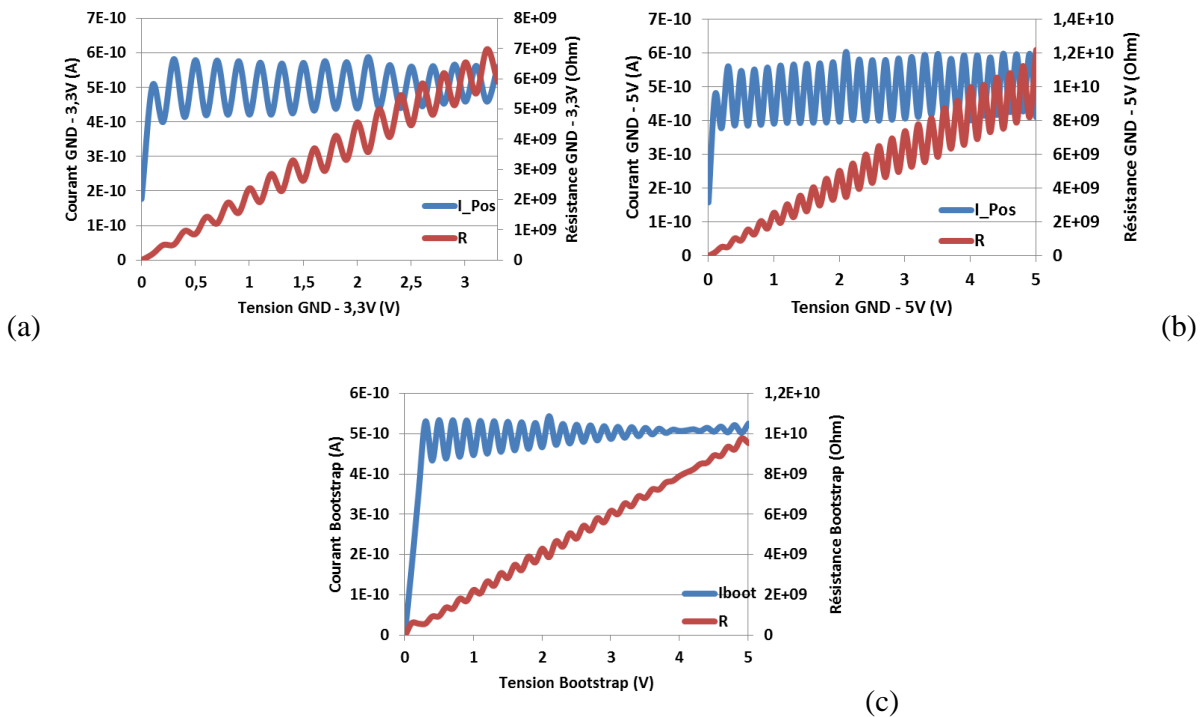 7E-10
6E-10
5E-10
4E-10
3E-10
2E-10
1E-10
0
Courant GND - 3,3V (A)
8E+09
7E+09
6E+09
5E+09
4E+09
3E+09
2E+09
1E+09
0
Résistance GND - 3,3V (Ohm)
I_Pos
R
0 0,5 1 1,5 2 2,5 3
Tension GND - 3,3V (V)
(a)
7E-10
6E-10
5E-10
4E-10
3E-10
2E-10
1E-10
0
Courant GND - 5V (A)
1,4E+10
1,2E+10
1E+10
8E+09
6E+09
4E+09
2E+09
0
Résistance GND - 5V (Ohm)
I_Pos
R
0 1 2 3 4 5
Tension GND - 5V (V)
(b)
6E-10
5E-10
4E-10
3E-10
2E-10
1E-10
0
Courant Bootstrap (A)
1,2E+10
1E+10
8E+09
6E+09
4E+09
2E+09
0
Résistance Bootstrap (Ohm)
Iboot
R
0 1 2 3 4 5
Tension Bootstrap (V)
(c)